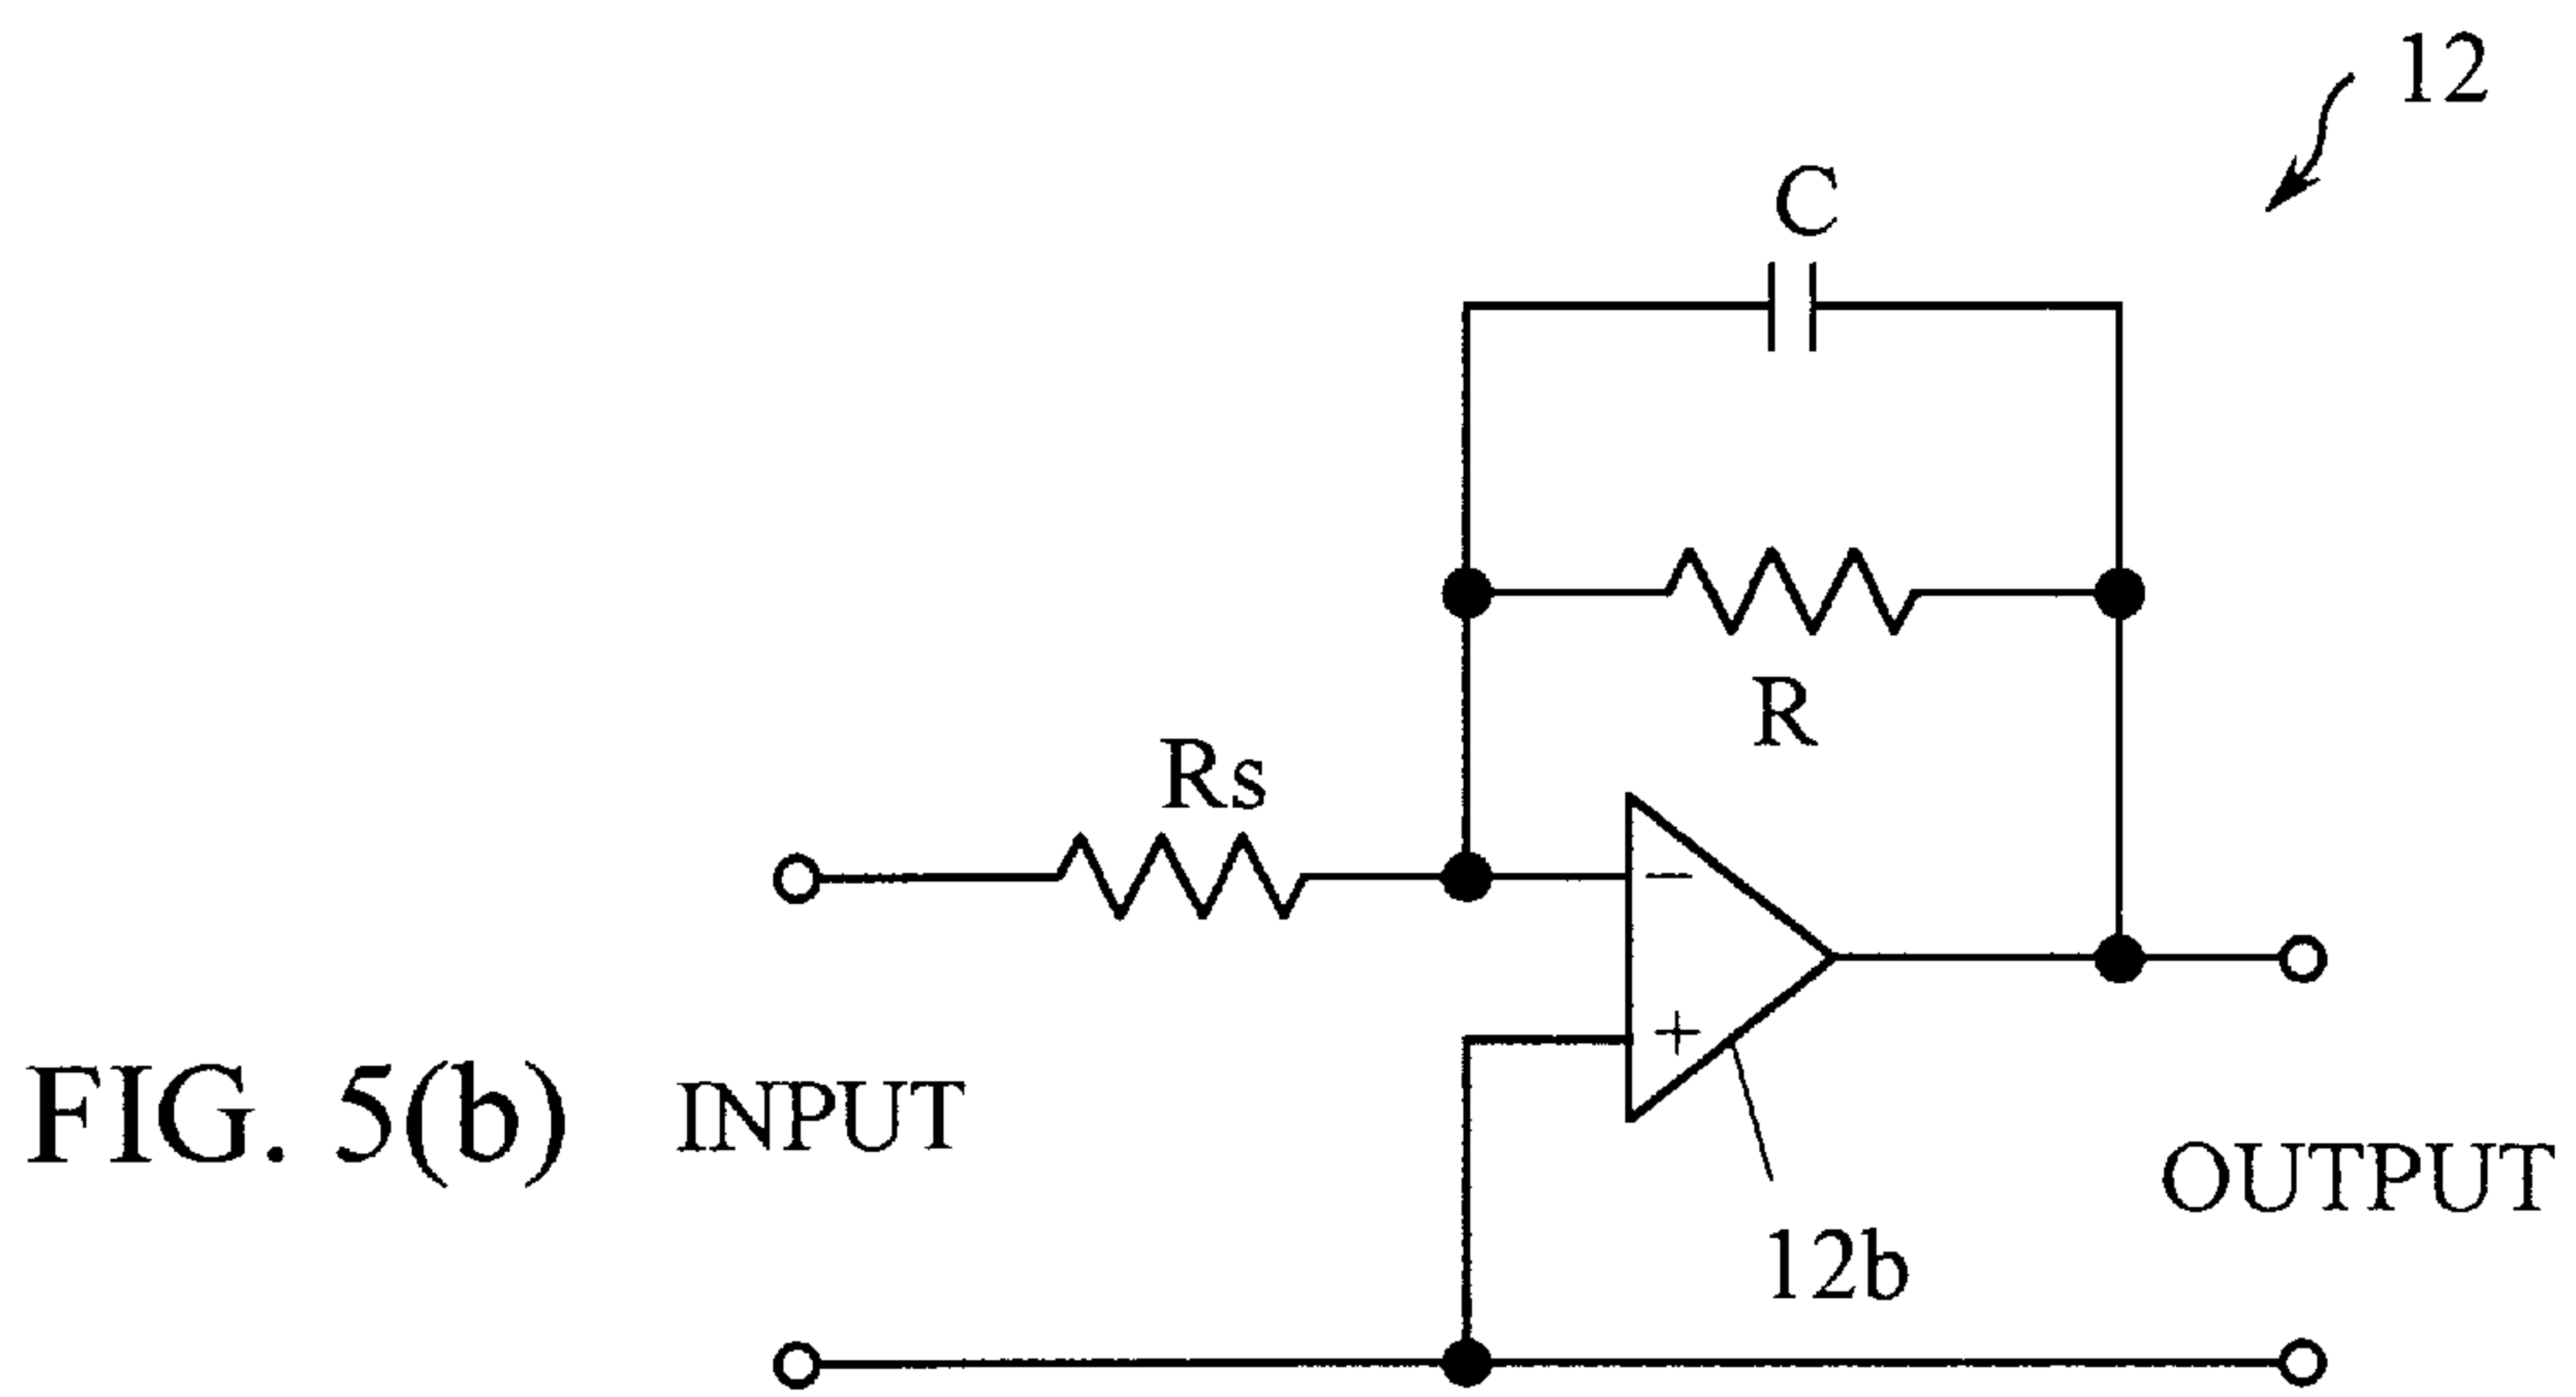 12
C
R
Rs
−
+
FIG. 5(b)
INPUT
OUTPUT
12b